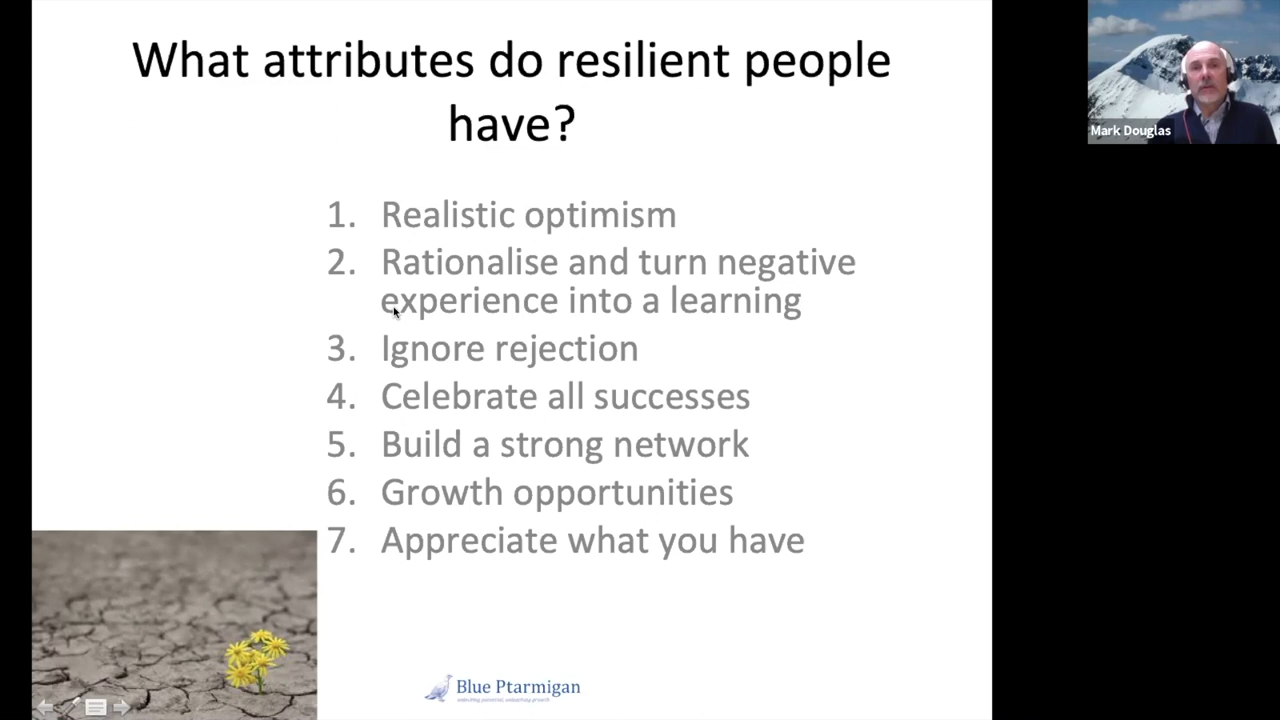 What attributes do resilient people
have?
1. Realistic optimism
2. Rationalise and turn negative
experience into a learning
3. Ignore rejection
4. Celebrate all successes
5. Build a strong network
6. Growth opportunities
7. Appreciate what you have
Blue Ptarmigan
Mark Douglas